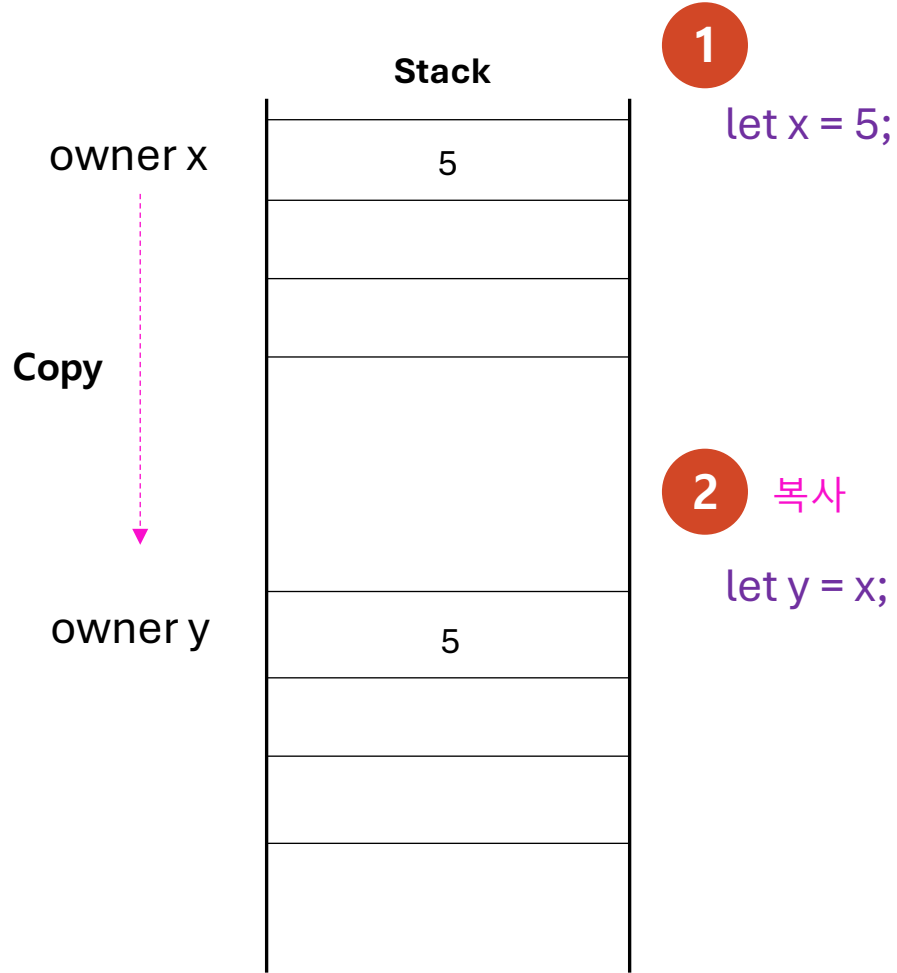 Stack
1
let x = 5;
owner x
5
Copy
2
복사
let y = x;
owner y
5